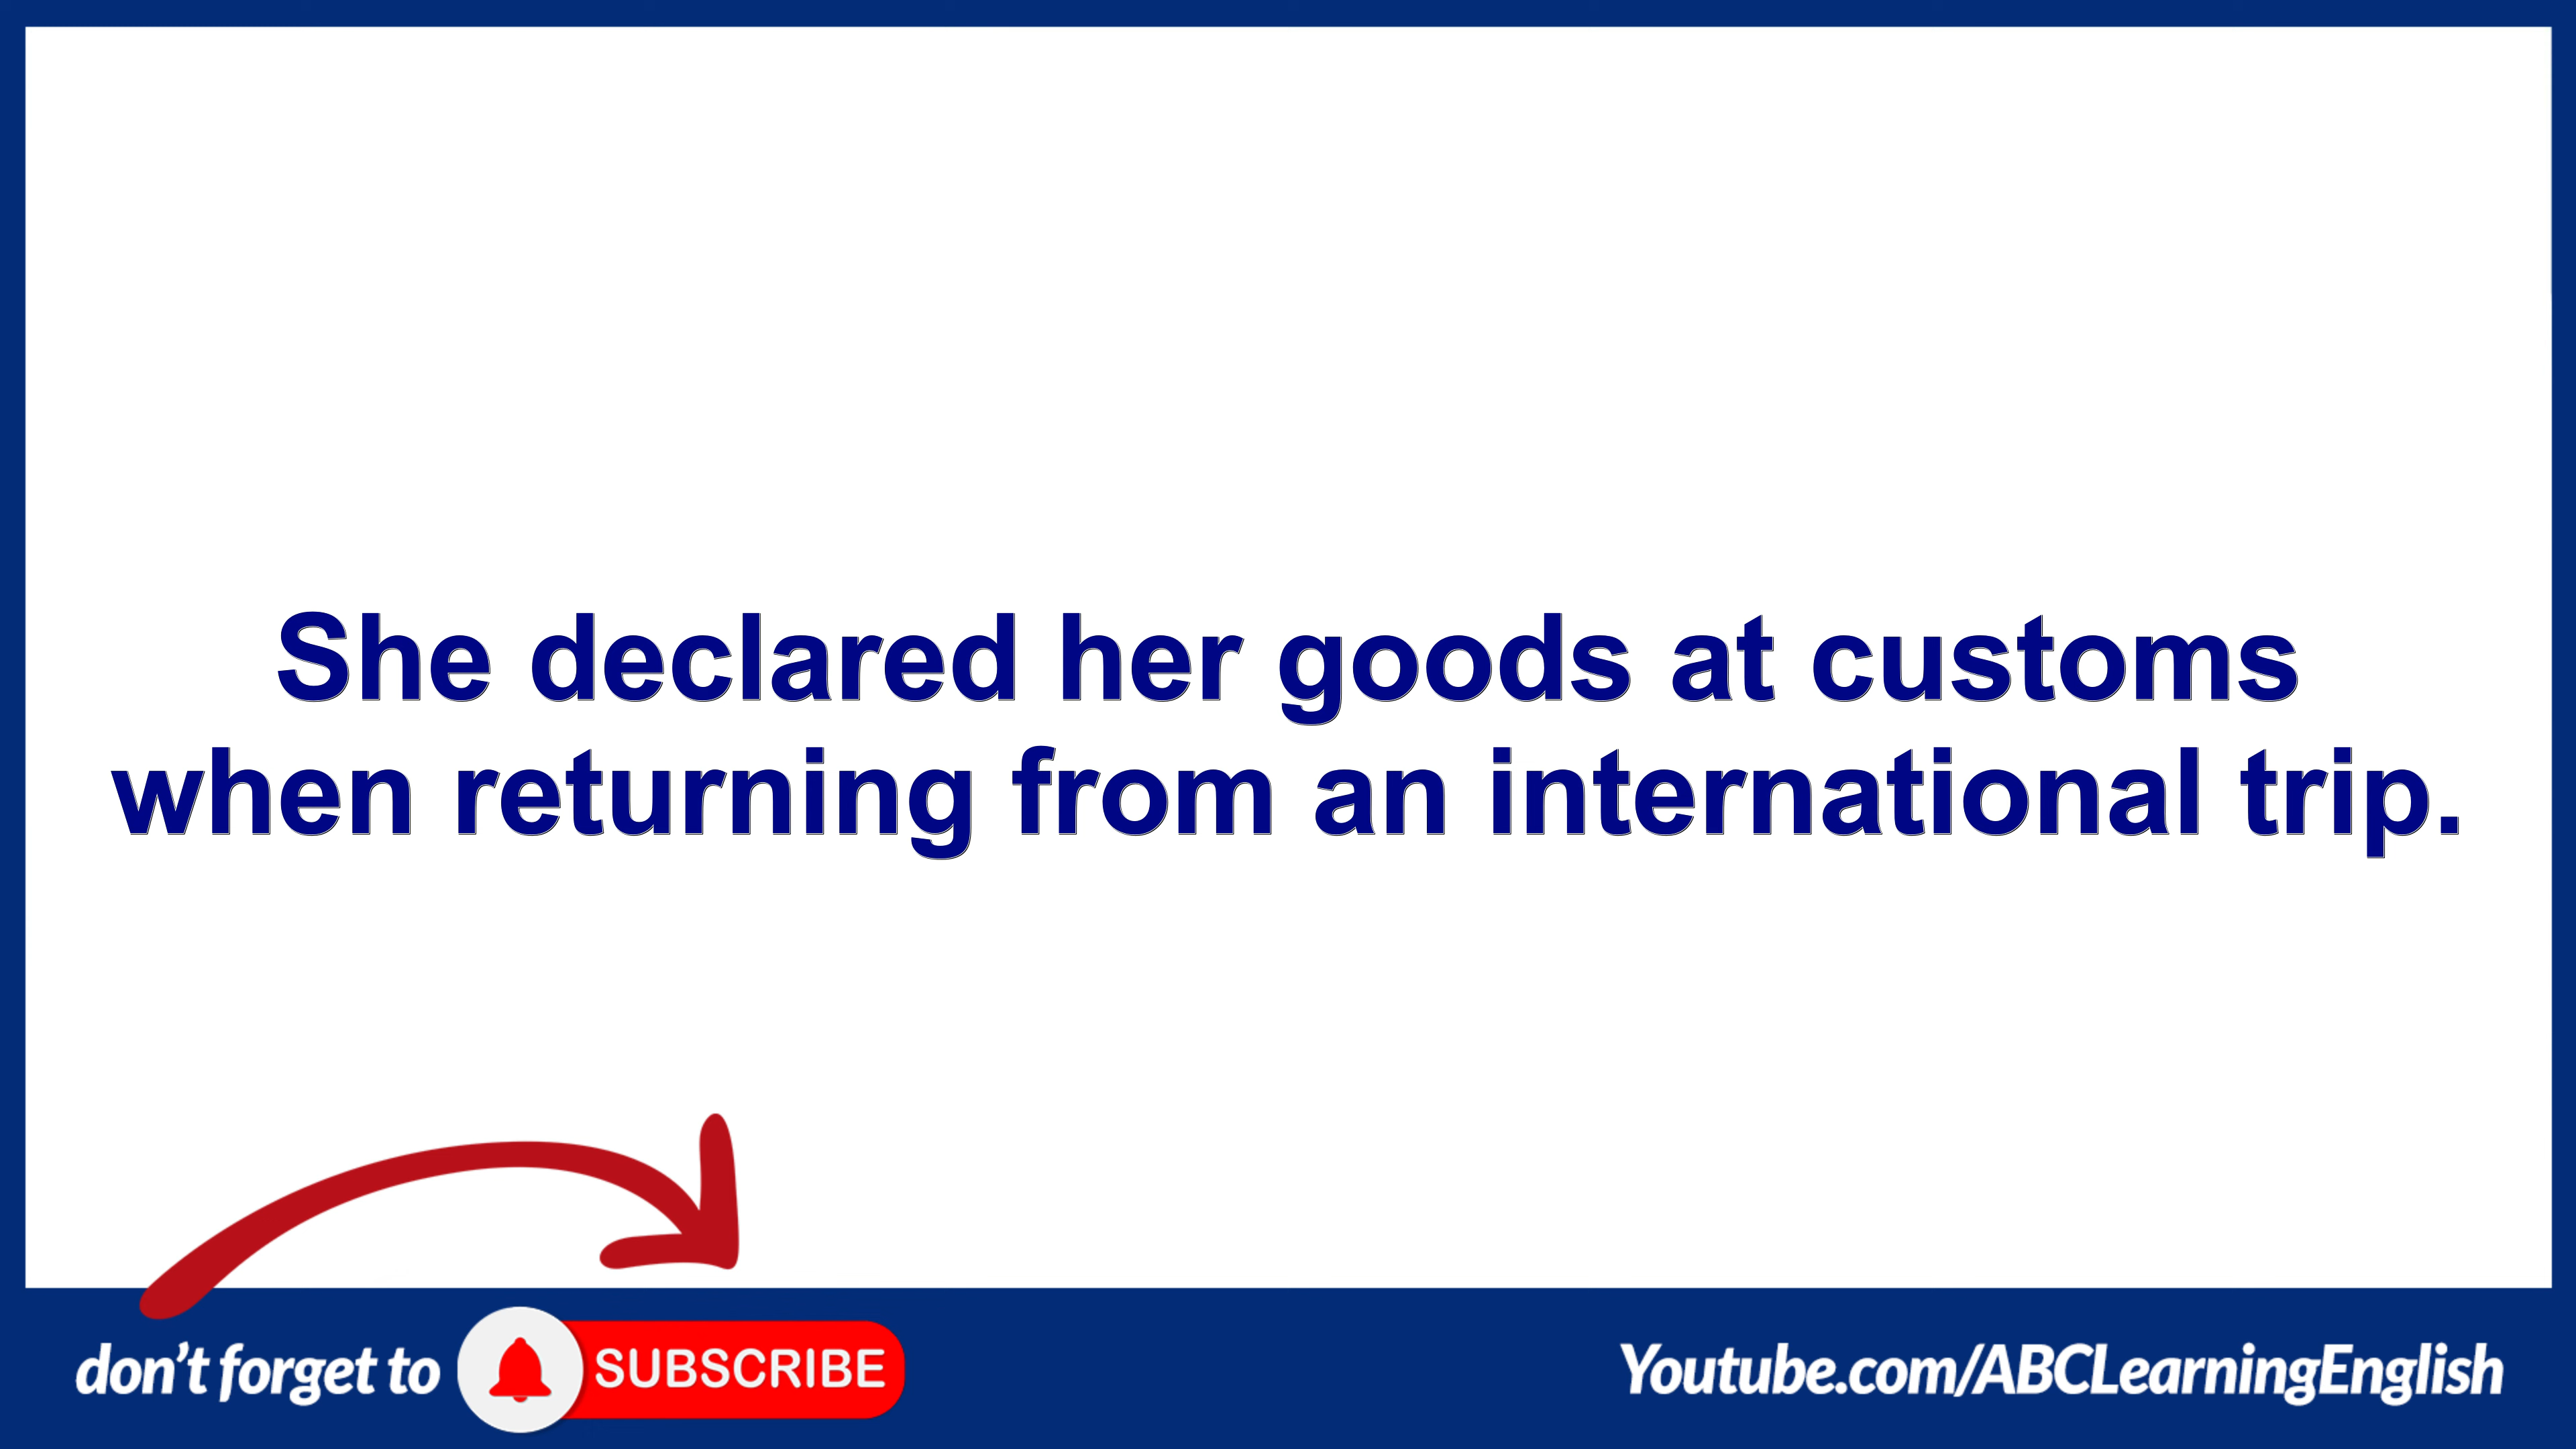 She declared her goods at customs
when returning from an international trip.
don't forget to SUBSCRIBE
Youtube.com/ABCLearningEnglish